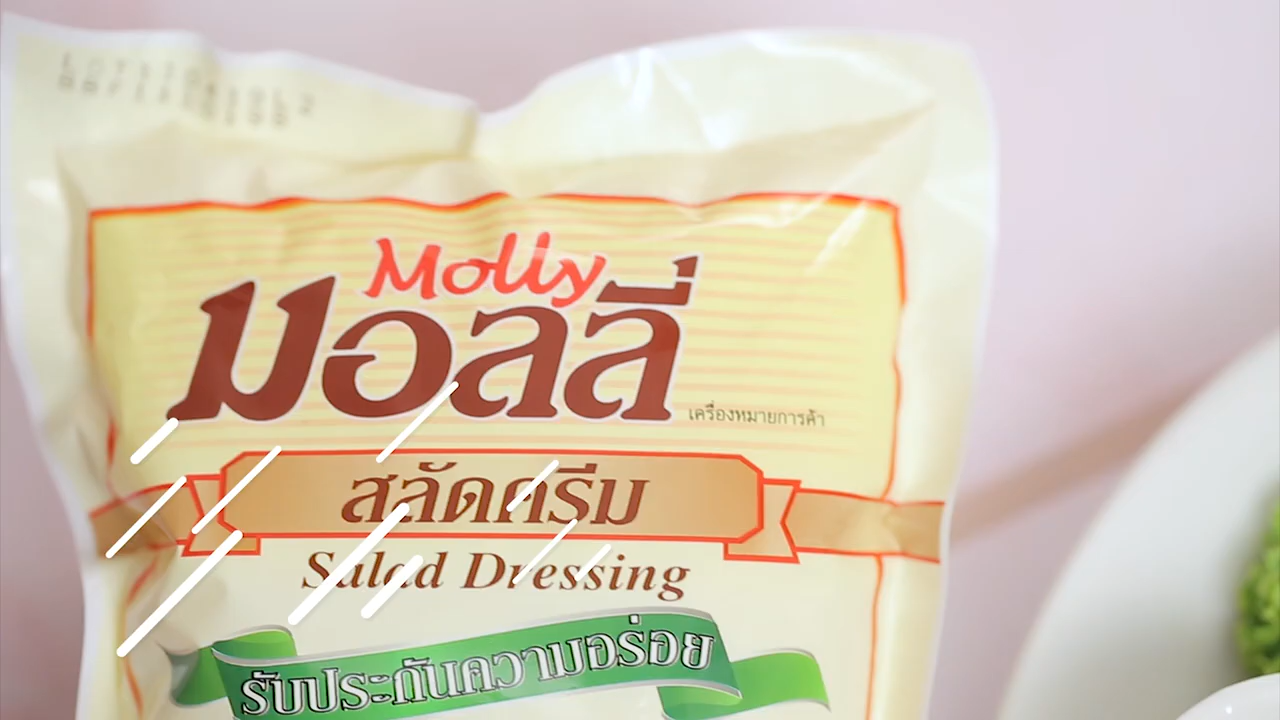 Molly
มอลลี่
เครื่องหมายการค้า
สลัดครีม
Salad Dressing
รับประกันความอร่อย